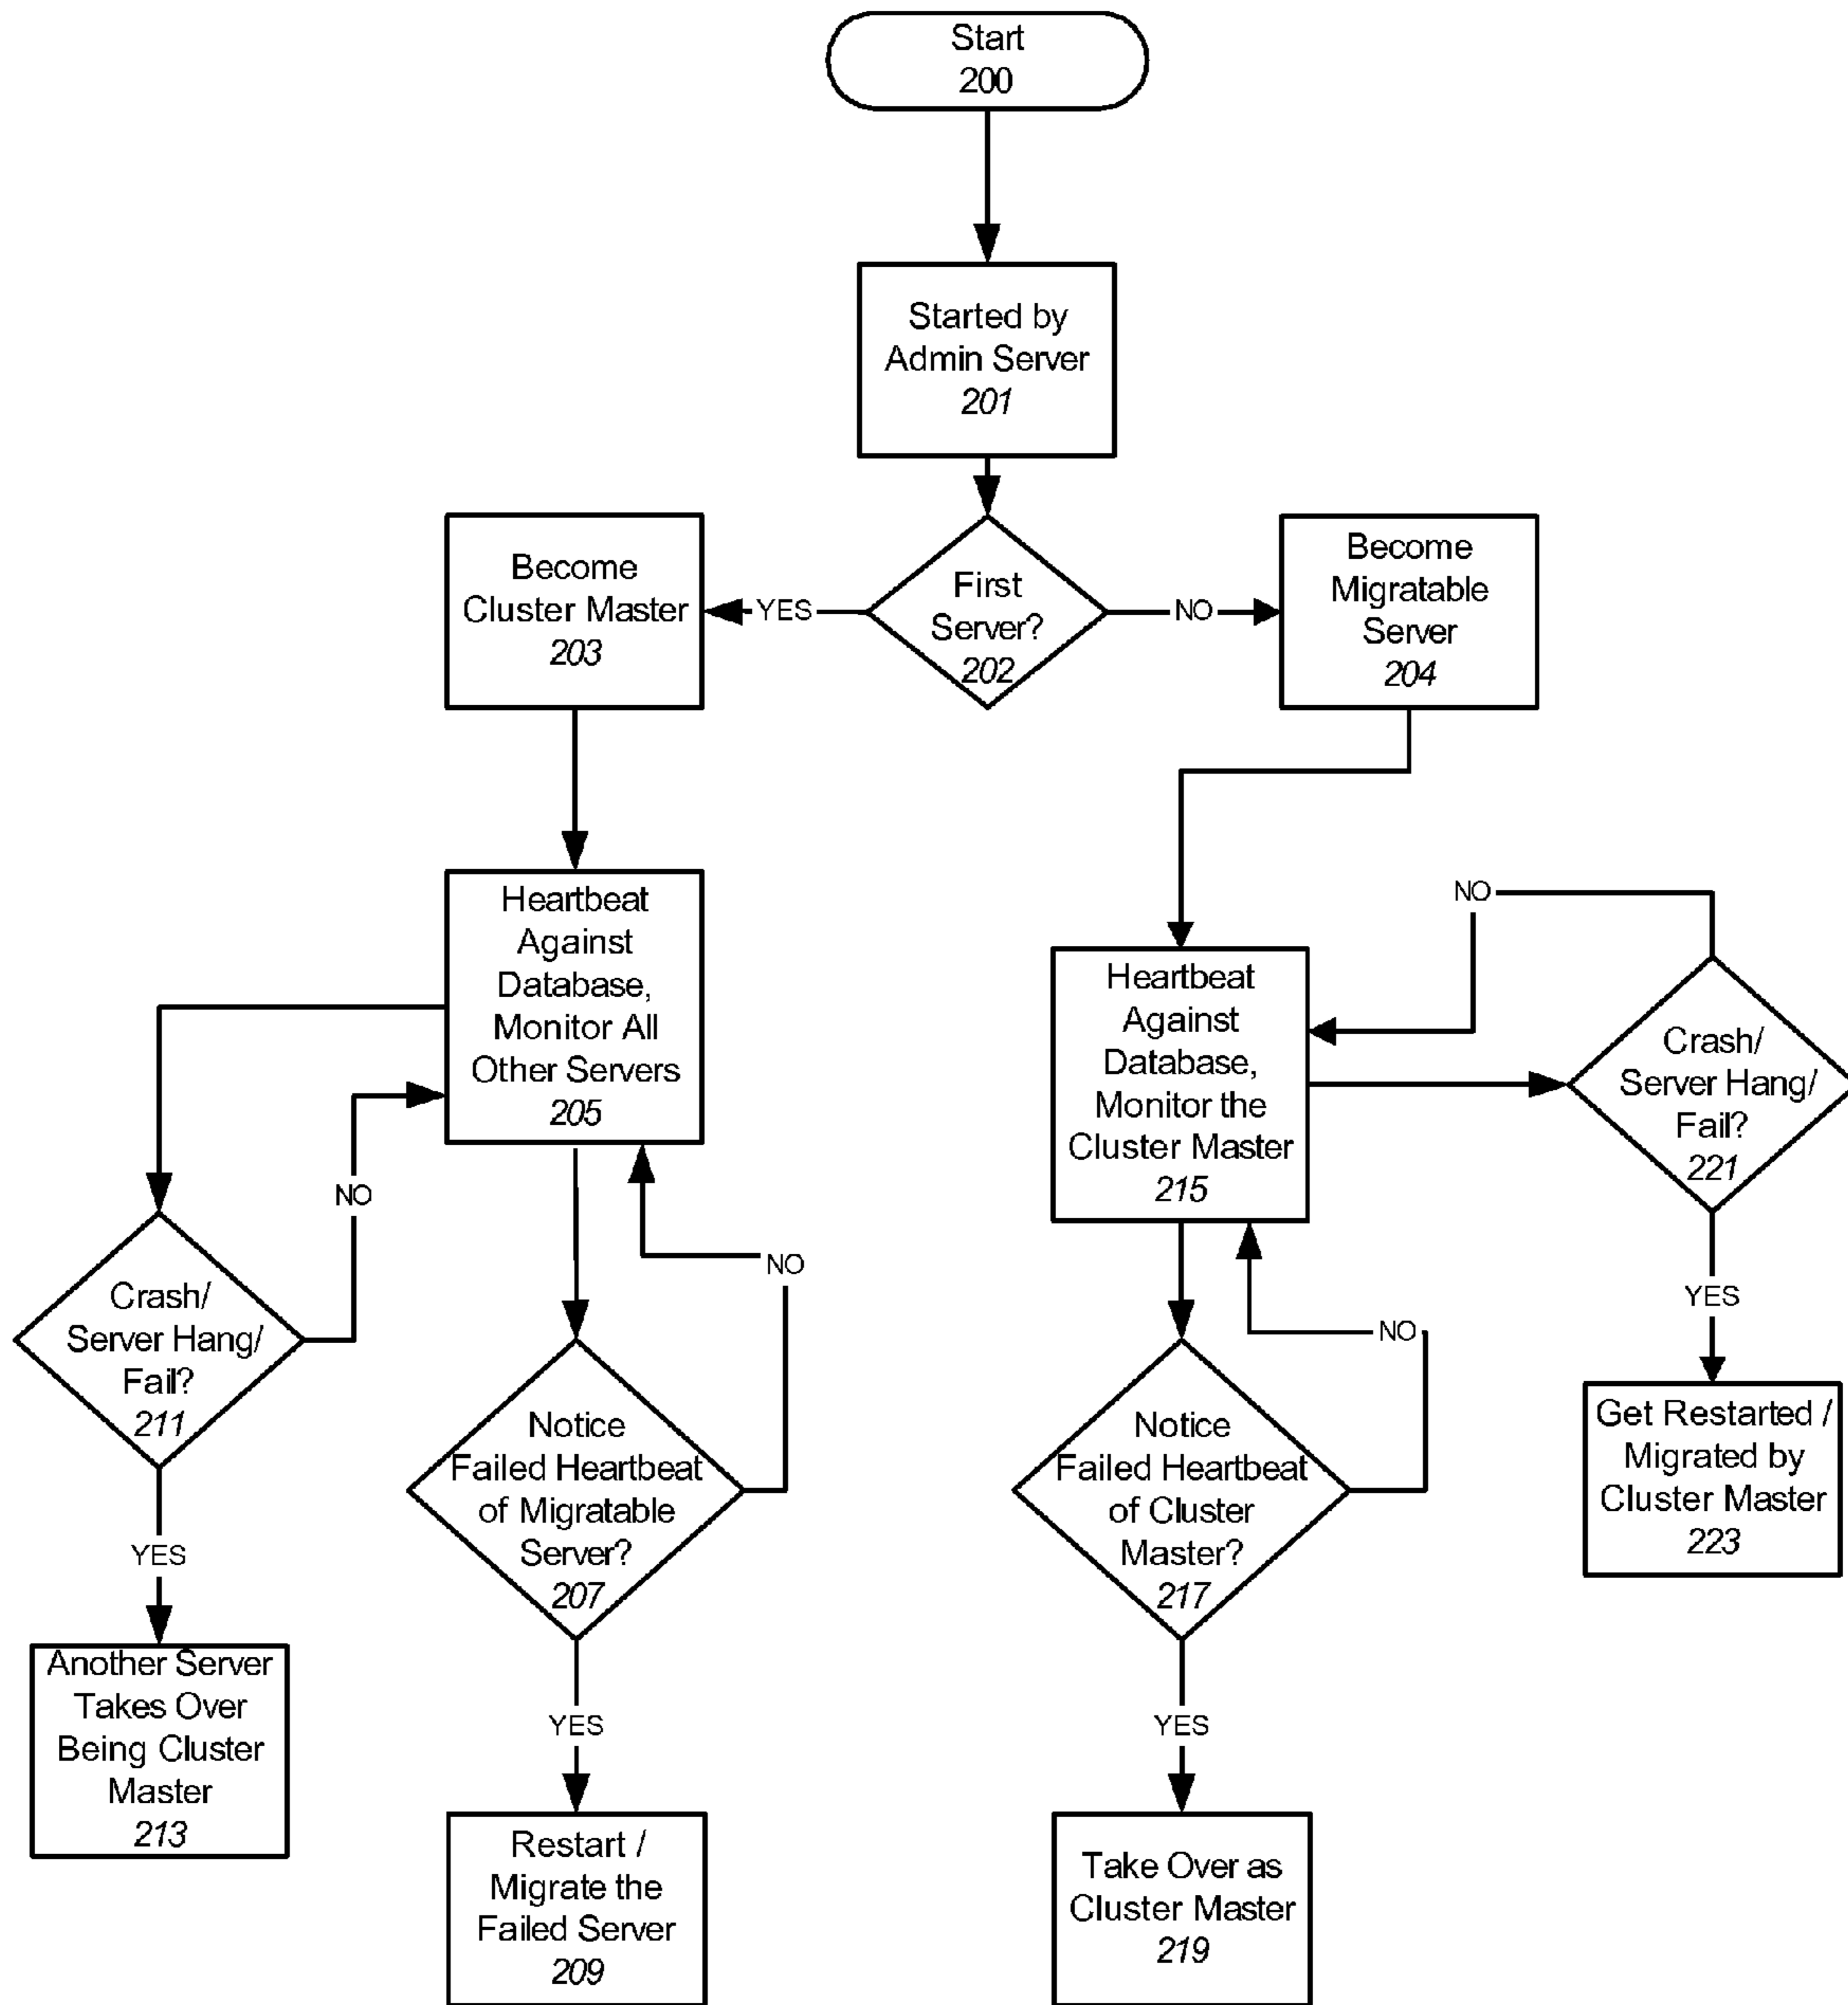 Start
200
Started by
Admin Server
201
First
Server?
202
YES
NO
Become
Cluster Master
203
Become
Migratable
Server
204
Heartbeat
Against
Database,
Monitor All
Other Servers
205
Heartbeat
Against
Database,
Monitor the
Cluster Master
215
NO
Crash/
Server Hang/
Fail?
221
YES
Get Restarted /
Migrated by
Cluster Master
223
NO
Crash/
Server Hang/
Fail?
211
YES
Another Server
Takes Over
Being Cluster
Master
213
NO
Notice
Failed Heartbeat
of Migratable
Server?
207
YES
Restart /
Migrate the
Failed Server
209
NO
Notice
Failed Heartbeat
of Cluster
Master?
217
YES
Take Over as
Cluster Master
219